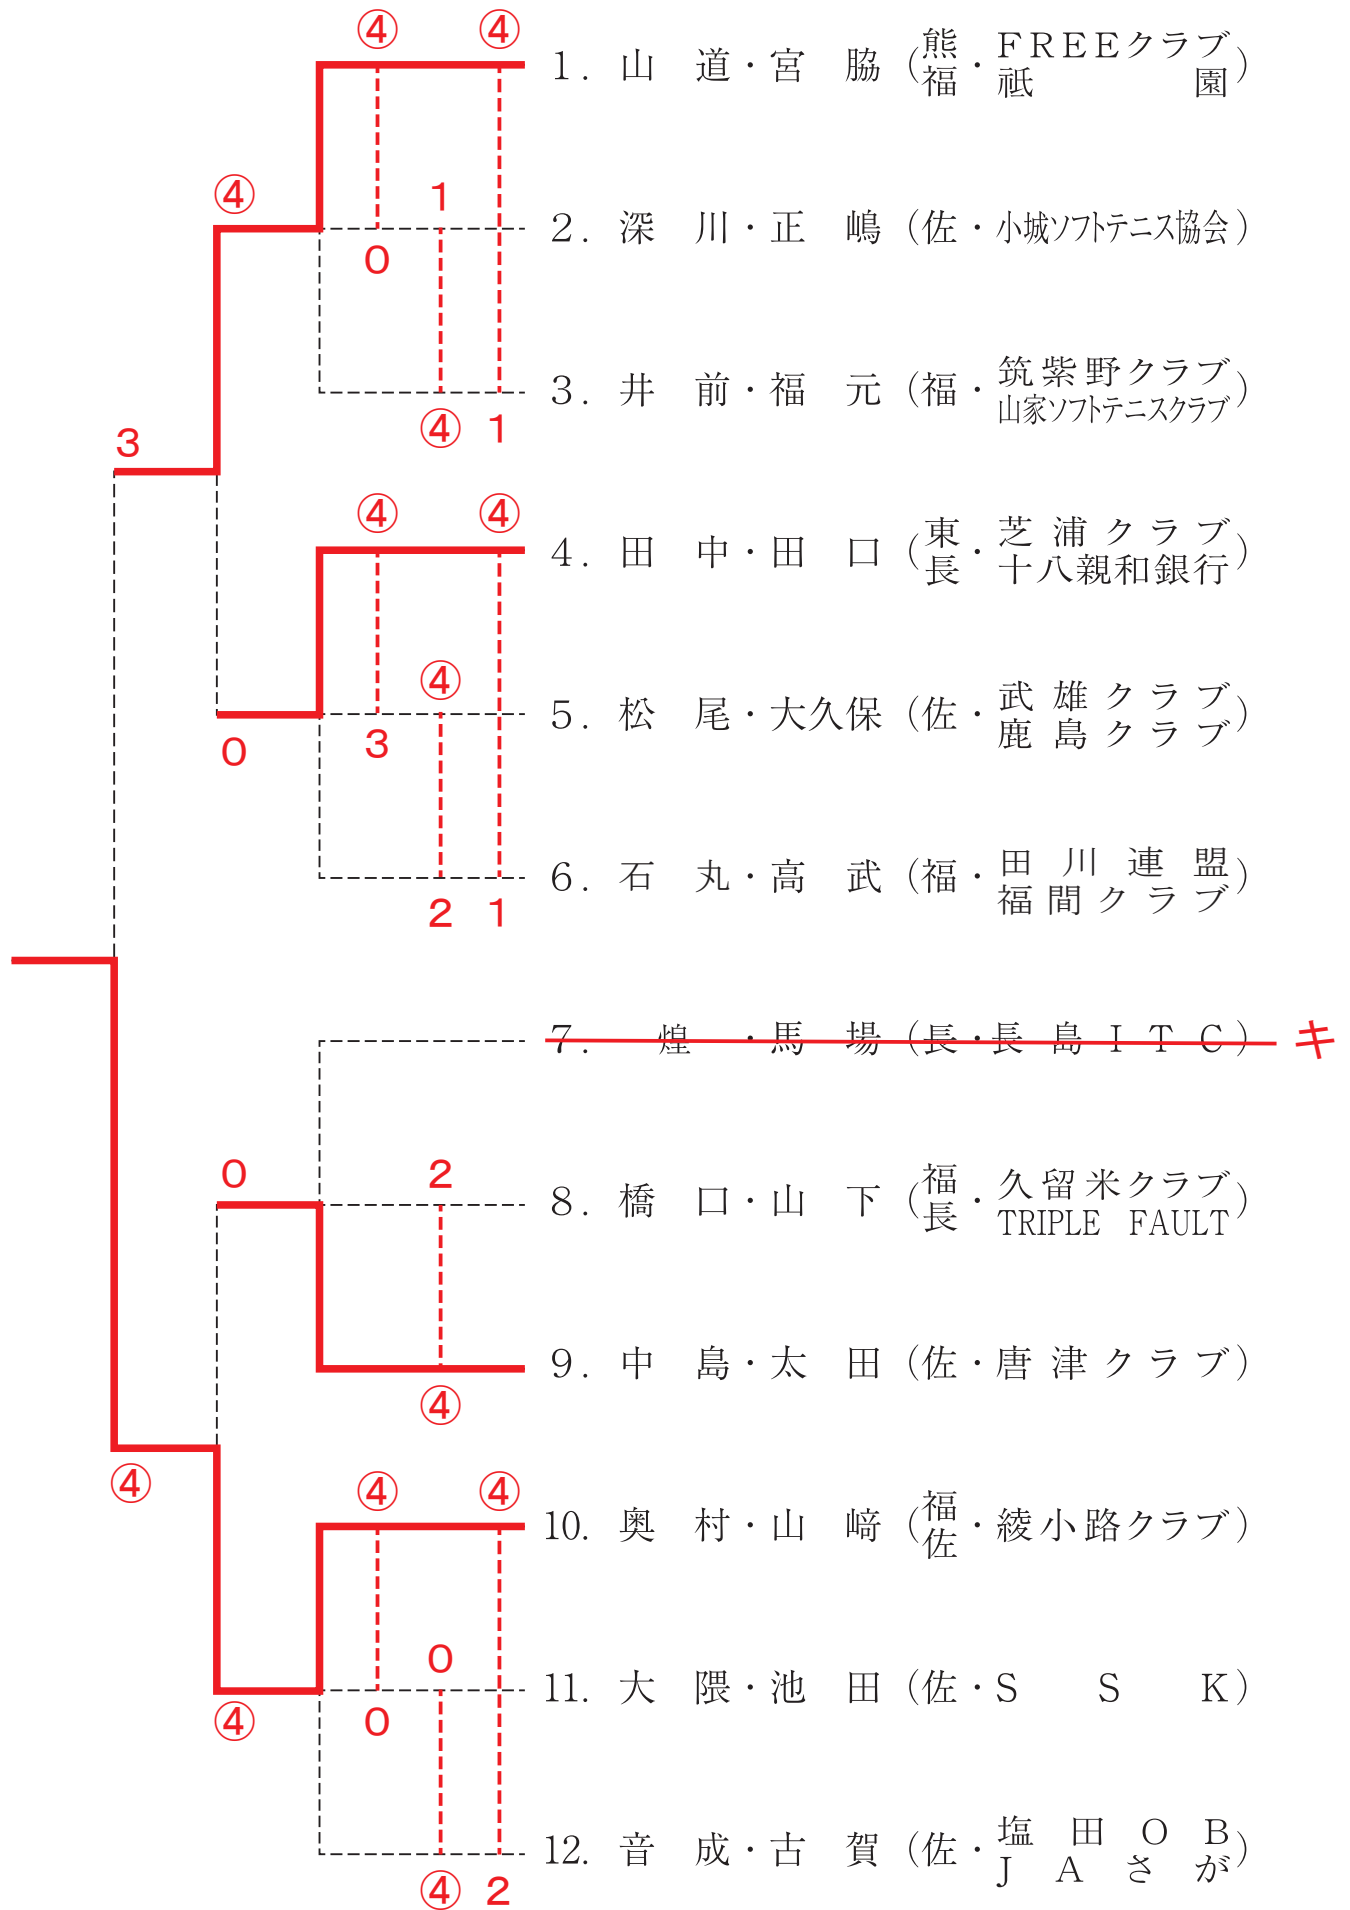 ④ ④
1. 山 道・宮 脇 (熊福・FREEクラブ
祇 園)
④ 1
2. 深 川・正 嶋 (佐・小城ソフトテニス協会)
0
3. 井 前・福 元 (福・筑紫野クラブ
山家ソフトテニスクラブ)
④ 1
3
④ ④
4. 田 中・田 口 (東長・芝浦クラブ
十八親和銀行)
④
5. 松 尾・大久保 (佐・武雄クラブ
鹿島クラブ)
0 3
6. 石 丸・高 武 (福・田川連盟
福間クラブ)
2 1
7. 煌 ・馬 場 (長・長島ITC) キ
0 2
8. 橋 口・山 下 (福長・久留米クラブ
TRIPLE FAULT)
9. 中 島・太 田 (佐・唐津クラブ)
④
④ ④ ④
10. 奥 村・山 﨑 (福佐・綾小路クラブ)
0
11. 大 隈・池 田 (佐・SSK)
④ 0
12. 音 成・古 賀 (佐・塩田OB
JAさが)
④ 2